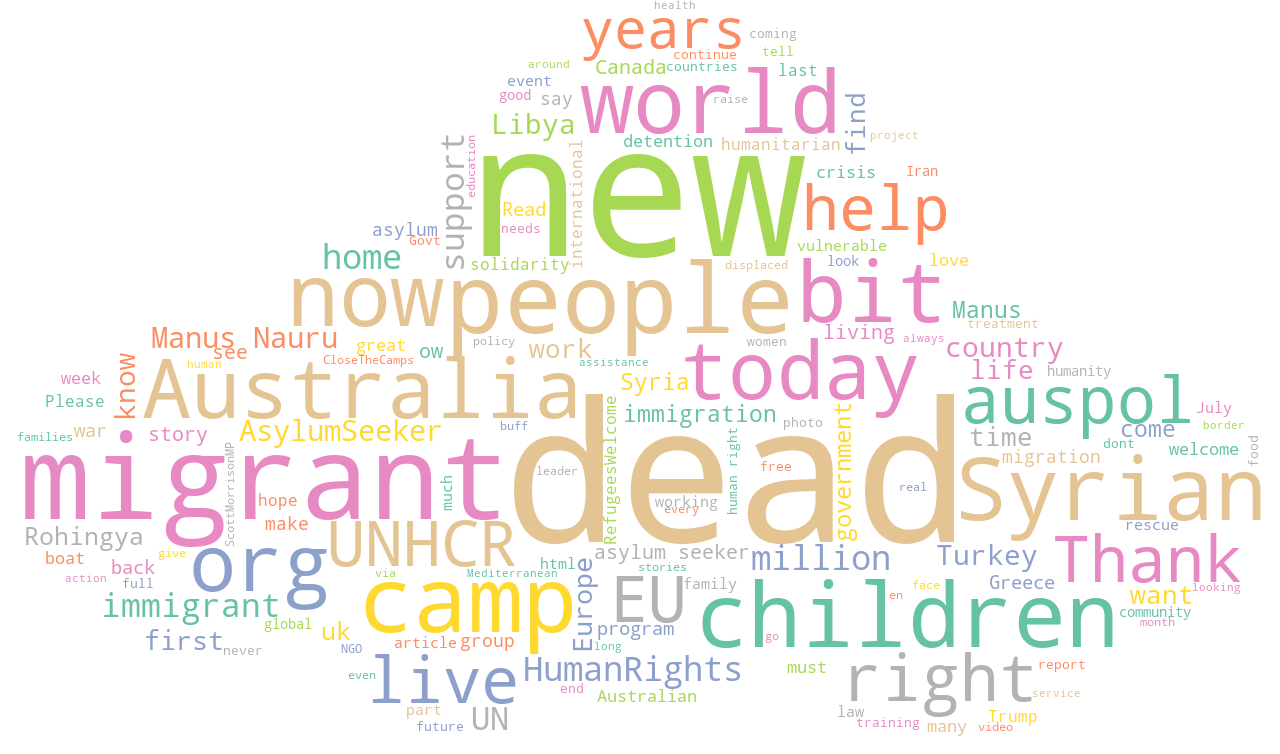 health
years
coming
continue
tell
around
Canada
countries
last
event
world
good
say
raise
find
Libya
project
detention
humanitarian
new
support
education
international
crisis
Iran
help
Read
needs
asylum
Govt
vulnerable
home
solidarity
displaced
look
love
now
people
bit
Manus
Manus Nauru
living
always
treatment
see
great
ow
policy
work
women
country
human
CloseTheCamps
assistance
today
know
Australia
life
humanity
week
Syria
auspol
Please
immigration
July
AsylumSeeker
buff
photo
government
border
families
war
story
time
come
dont
welcome
food
migrant
ScottMorrisonMP
dead
RefugeesWelcome
human right
migration
leader
free
Syrian
much
real
hope
working
every
make
UNHCR
rescue
Rohingya
org
boat
give
back
asylum seeker
million
Turkey
Thank
action
full
via
Mediterranean
html
stories
Europe
EU
family
Greece
face
looking
camp
children
want
immigrant
en
community
global
month
first
uk
program
go
never
NGO
article
group
long
live
even
HumanRights
right
must
report
end
Australian
service
part
UN
law
future
training
many
Trump
video